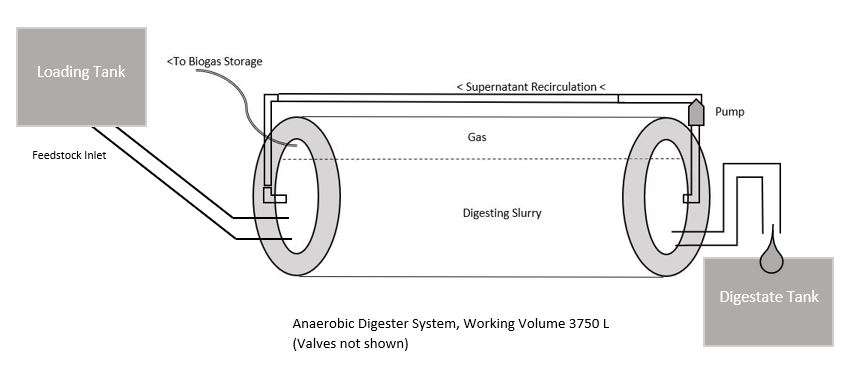 Loading Tank
<To Biogas Storage
< Supernatant Recirculation <
Pump
Gas
Feedstock Inlet
Digesting Slurry
Digestate Tank
Anaerobic Digester System, Working Volume 3750 L
(Valves not shown)